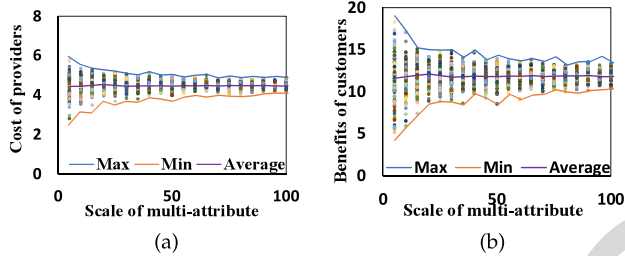 Cost of providers
8
6
4
2
0
Max Min Average
0 50 100
Scale of multi-attribute
(a)
Benefits of customers
20
15
10
5
0
Max Min Average
0 50 100
Scale of multi-attribute
(b)